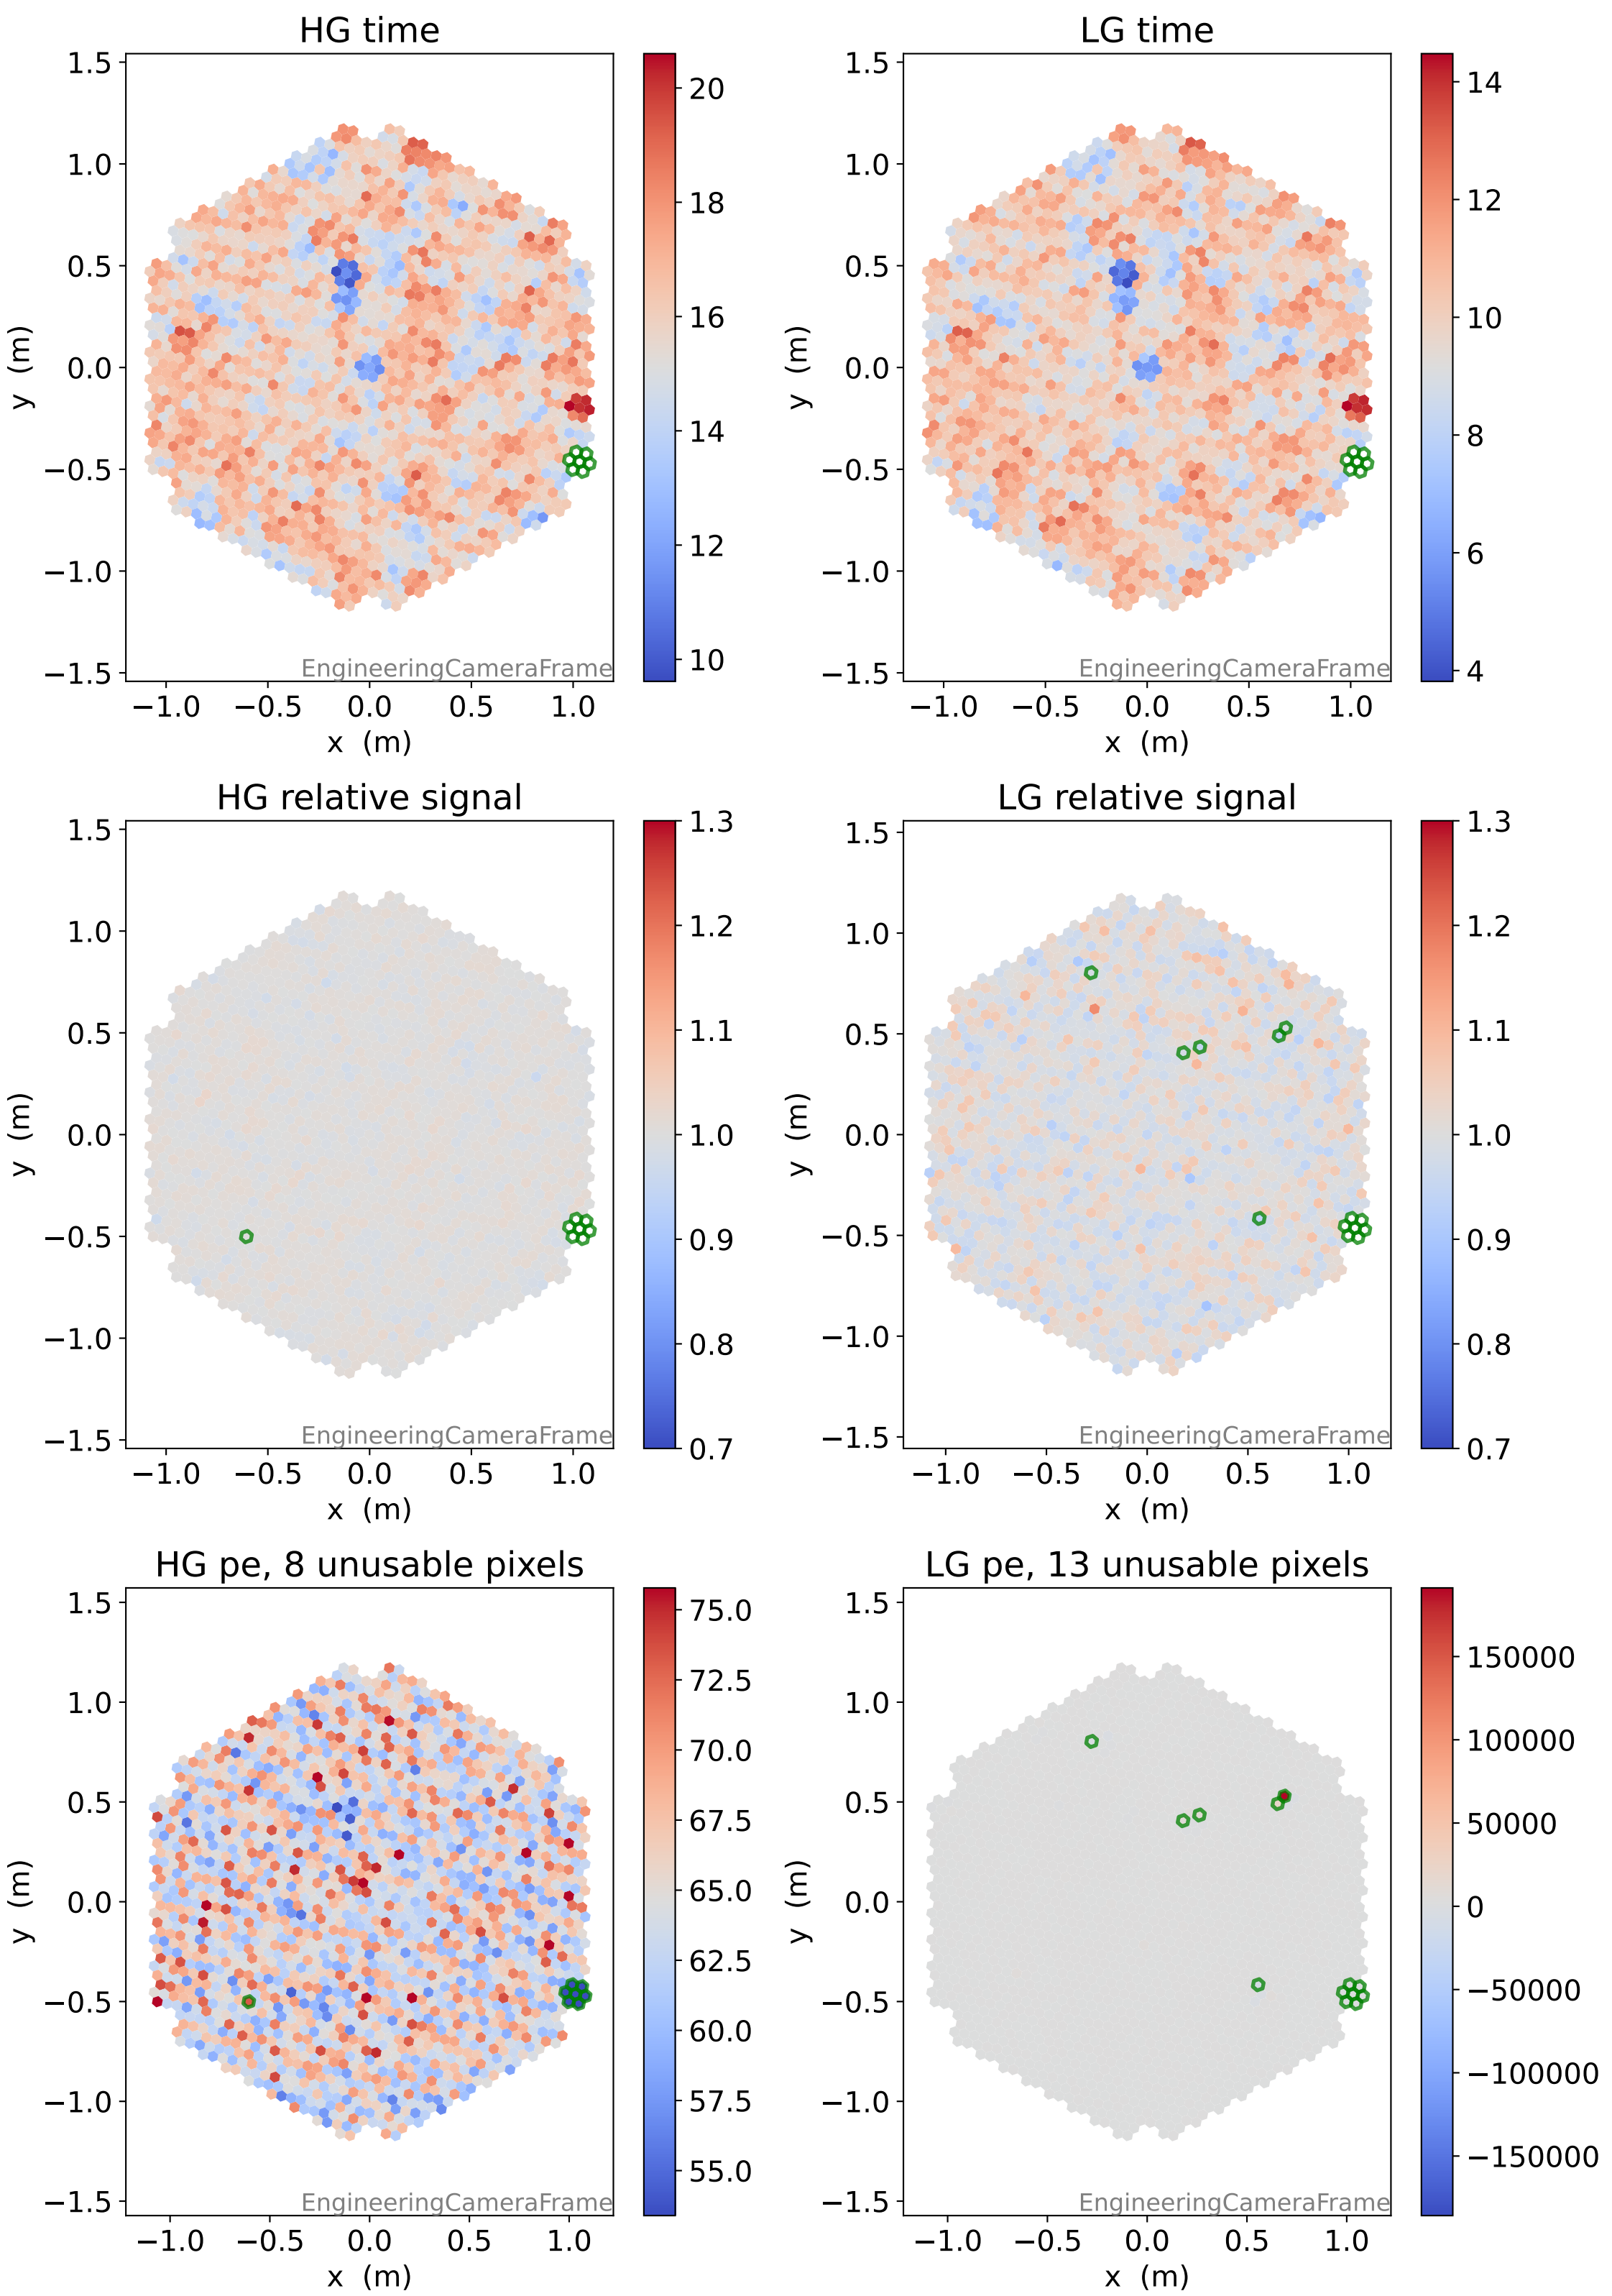 HG time
LG time
1.5
1.0
0.5
0.0
−0.5
−1.0
−1.5
y (m)
−1.0 −0.5 0.0 0.5 1.0
x (m)
EngineeringCameraFrame
20
18
16
14
12
10
1.5
1.0
0.5
0.0
−0.5
−1.0
−1.5
y (m)
−1.0 −0.5 0.0 0.5 1.0
x (m)
EngineeringCameraFrame
14
12
10
8
6
4
HG relative signal
LG relative signal
1.5
1.0
0.5
0.0
−0.5
−1.0
−1.5
y (m)
−1.0 −0.5 0.0 0.5 1.0
x (m)
EngineeringCameraFrame
1.3
1.2
1.1
1.0
0.9
0.8
0.7
1.5
1.0
0.5
0.0
−0.5
−1.0
−1.5
y (m)
−1.0 −0.5 0.0 0.5 1.0
x (m)
EngineeringCameraFrame
1.3
1.2
1.1
1.0
0.9
0.8
0.7
HG pe, 8 unusable pixels
LG pe, 13 unusable pixels
1.5
1.0
0.5
0.0
−0.5
−1.0
−1.5
y (m)
−1.0 −0.5 0.0 0.5 1.0
x (m)
EngineeringCameraFrame
75.0
72.5
70.0
67.5
65.0
62.5
60.0
57.5
55.0
1.5
1.0
0.5
0.0
−0.5
−1.0
−1.5
y (m)
−1.0 −0.5 0.0 0.5 1.0
x (m)
EngineeringCameraFrame
150000
100000
50000
0
−50000
−100000
−150000